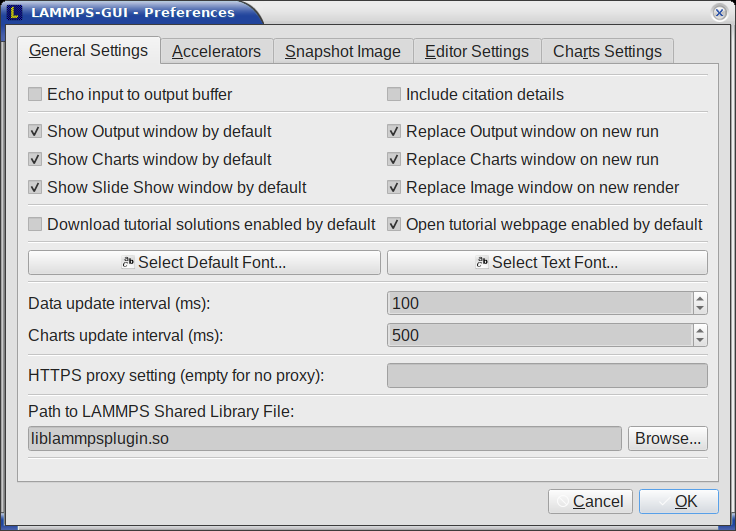 LAMMPS-GUI - Preferences
General Settings Accelerators Snapshot Image Editor Settings Charts Settings
Echo input to output buffer Include citation details
Show Output window by default Replace Output window on new run
Show Charts window by default Replace Charts window on new run
Show Slide Show window by default Replace Image window on new render
Download tutorial solutions enabled by default Open tutorial webpage enabled by default
Select Default Font... Select Text Font...
Data update interval (ms): 100
Charts update interval (ms): 500
HTTPS proxy setting (empty for no proxy):
Path to LAMMPS Shared Library File:
liblammpsplugin.so Browse...
Cancel OK